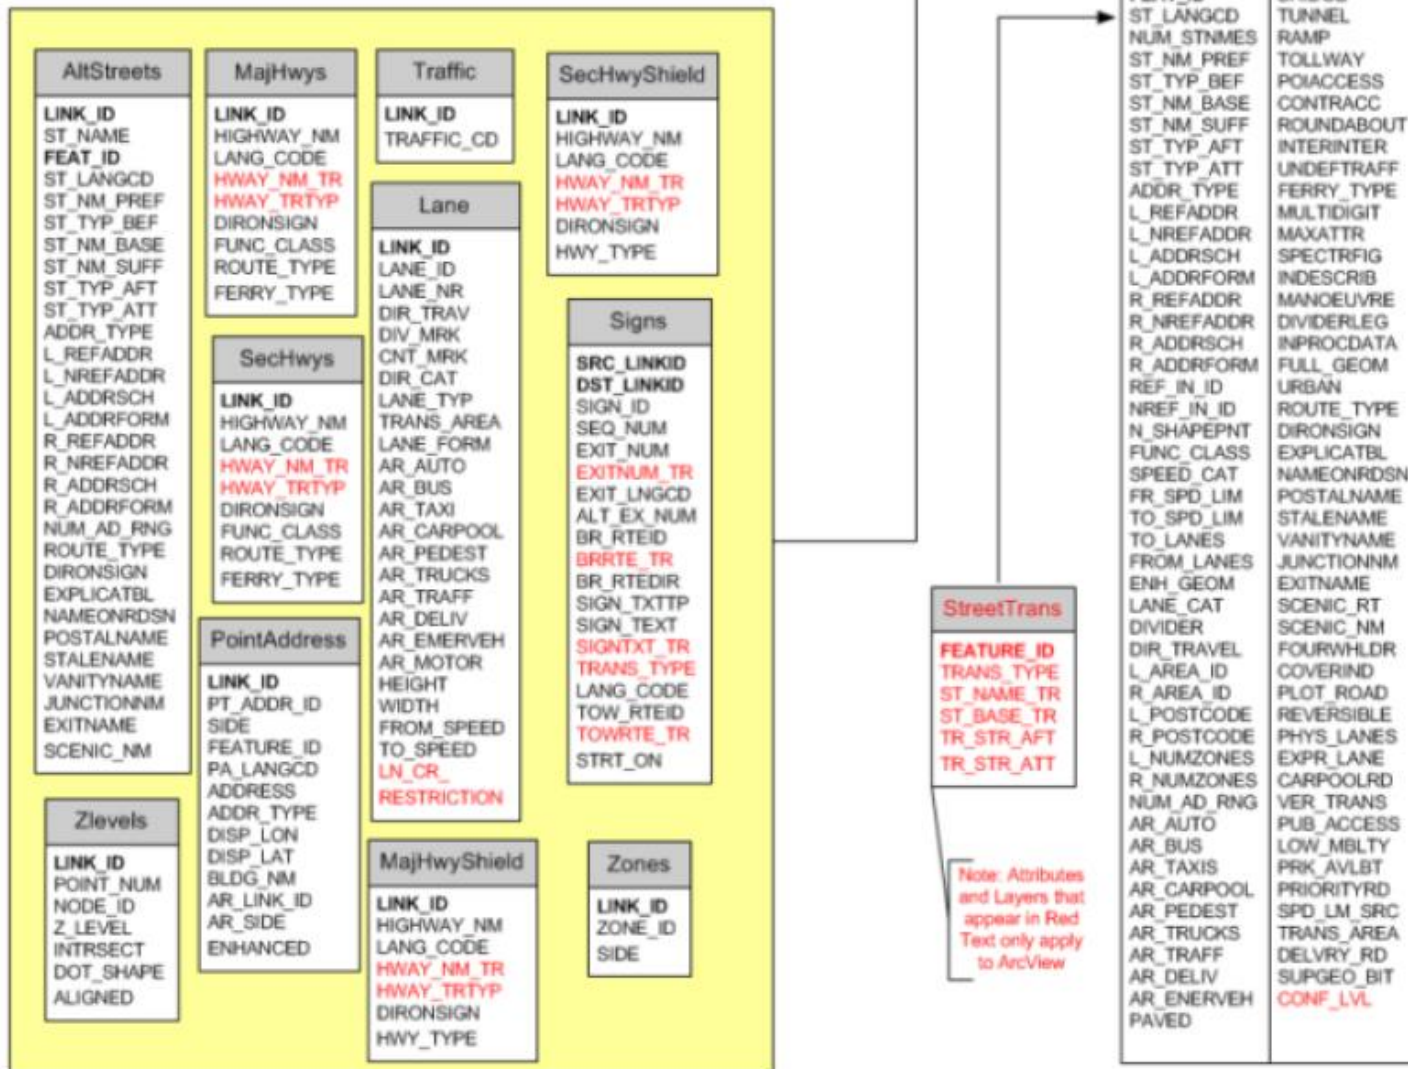 AltStreets
LINK_ID
ST_NAME
FEAT_ID
ST_LANGCD
ST_NM_PREF
ST_TYP_BEF
ST_NM_BASE
ST_NM_SUFF
ST_TYP_AFT
ST_TYP_ATT
ADDR_TYPE
L_REFADDR
L_NREFADDR
L_ADDRSCH
L_ADDRFORM
R_REFADDR
R_NREFADDR
R_ADDRSCH
R_ADDRFORM
NUM_AD_RNG
ROUTE_TYPE
DIRONSIGN
EXPLICATBL
NAMEONRDSN
POSTALNAME
STALENAME
VANITYNAME
JUNCTIONNM
EXITNAME
SCENIC_NM
Zlevels
LINK_ID
POINT_NUM
NODE_ID
Z_LEVEL
INTRSECT
DOT_SHAPE
ALIGNED
MajHwys
LINK_ID
HIGHWAY_NM
LANG_CODE
HWAY_NM_TR
HWAY_TRTYP
DIRONSIGN
FUNC_CLASS
ROUTE_TYPE
FERRY_TYPE
SecHwys
LINK_ID
HIGHWAY_NM
LANG_CODE
HWAY_NM_TR
HWAY_TRTYP
DIRONSIGN
FUNC_CLASS
ROUTE_TYPE
FERRY_TYPE
PointAddress
LINK_ID
PT_ADDR_ID
SIDE
FEATURE_ID
PA_LANGCD
ADDRESS
ADDR_TYPE
DISP_LON
DISP_LAT
BLDG_NM
AR_LINK_ID
AR_SIDE
ENHANCED
Traffic
LINK_ID
TRAFFIC_CD
Lane
LINK_ID
LANE_ID
LANE_NR
DIR_TRAV
DIV_MRK
CNT_MRK
DIR_CAT
LANE_TYP
TRANS_AREA
LANE_FORM
AR_AUTO
AR_BUS
AR_TAXI
AR_CARPOOL
AR_PEDEST
AR_TRUCKS
AR_TRAFF
AR_DELIV
AR_EMERVEH
AR_MOTOR
HEIGHT
WIDTH
FROM_SPEED
TO_SPEED
LN_CR_
RESTRICTION
MajHwyShield
LINK_ID
HIGHWAY_NM
LANG_CODE
HWAY_NM_TR
HWAY_TRTYP
DIRONSIGN
HWY_TYPE
SecHwyShield
LINK_ID
HIGHWAY_NM
LANG_CODE
HWAY_NM_TR
HWAY_TRTYP
DIRONSIGN
HWY_TYPE
Signs
SRC_LINKID
DST_LINKID
SIGN_ID
SEQ_NUM
EXIT_NUM
EXITNUM_TR
EXIT_LNGCD
ALT_EX_NUM
BR_RTEID
BRRTE_TR
BR_RTEDIR
SIGN_TXTTP
SIGN_TEXT
SIGNTXT_TR
TRANS_TYPE
LANG_CODE
TOW_RTEID
TOWRTE_TR
STRT_ON
Zones
LINK_ID
ZONE_ID
SIDE
StreetTrans
FEATURE_ID
TRANS_TYPE
ST_NAME_TR
ST_BASE_TR
TR_STR_AFT
TR_STR_ATT
Note: Attributes
and Layers that
appear in Red
Text only apply
to ArcView
ST_LANGCD
NUM_STNMES
ST_NM_PREF
ST_TYP_BEF
ST_NM_BASE
ST_NM_SUFF
ST_TYP_AFT
ST_TYP_ATT
ADDR_TYPE
L_REFADDR
L_NREFADDR
L_ADDRSCH
L_ADDRFORM
R_REFADDR
R_NREFADDR
R_ADDRSCH
R_ADDRFORM
REF_IN_ID
NREF_IN_ID
N_SHAPEPNT
FUNC_CLASS
SPEED_CAT
FR_SPD_LIM
TO_SPD_LIM
TO_LANES
FROM_LANES
ENH_GEOM
LANE_CAT
DIVIDER
DIR_TRAVEL
L_AREA_ID
R_AREA_ID
L_POSTCODE
R_POSTCODE
L_NUMZONES
R_NUMZONES
NUM_AD_RNG
AR_AUTO
AR_BUS
AR_TAXIS
AR_CARPOOL
AR_PEDEST
AR_TRUCKS
AR_TRAFF
AR_DELIV
AR_ENERVEH
PAVED
TUNNEL
RAMP
TOLLWAY
POIACCESS
CONTRACC
ROUNDABOUT
INTERINTER
UNDEFTRAFF
FERRY_TYPE
MULTIDIGIT
MAXATTR
SPECTRFIG
INDESCRIB
MANOEUVRE
DIVIDERLEG
INPROCDATA
FULL_GEOM
URBAN
ROUTE_TYPE
DIRONSIGN
EXPLICATBL
NAMEONRDSN
POSTALNAME
STALENAME
VANITYNAME
JUNCTIONNM
EXITNAME
SCENIC_RT
SCENIC_NM
FOURWHLDR
COVERIND
PLOT_ROAD
REVERSIBLE
PHYS_LANES
EXPR_LANE
CARPOOLRD
VER_TRANS
PUB_ACCESS
LOW_MBLTY
PRK_AVLBT
PRIORITYRD
SPD_LM_SRC
TRANS_AREA
DELVRY_RD
SUPGEO_BIT
CONF_LVL